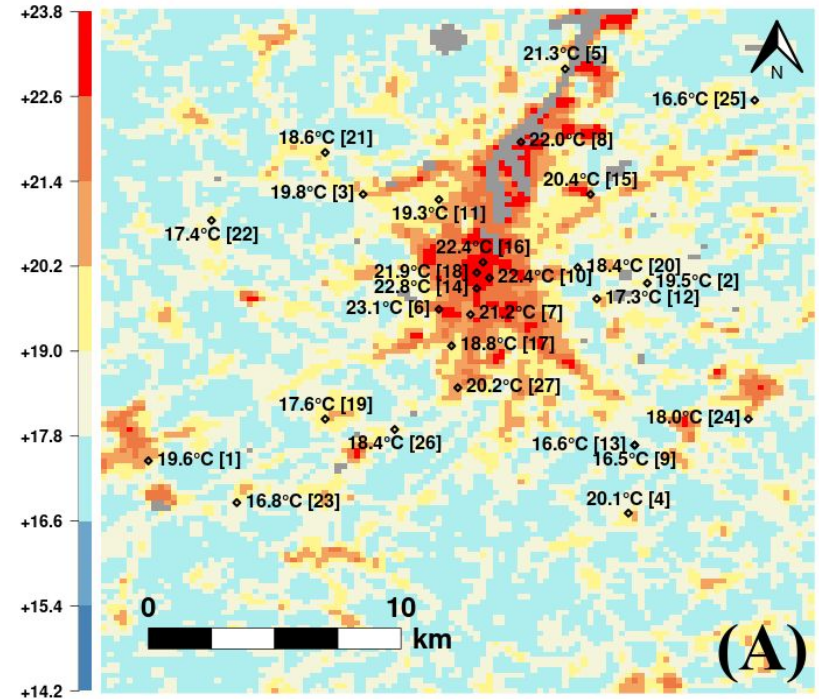 +23.8
+22.6
+21.4
+20.2
+19.0
+17.8
+16.6
+15.4
+14.2
N
21.3°C [5]
16.6°C [25]
18.6°C [21]
22.0°C [8]
20.4°C [15]
19.8°C [3]
19.3°C [11]
17.4°C [22]
22.4°C [16]
18.4°C [20]
21.9°C [18]
22.4°C [10]
19.5°C [2]
22.8°C [14]
17.3°C [12]
23.1°C [6]
21.2°C [7]
18.8°C [17]
20.2°C [27]
17.6°C [19]
18.0°C [24]
18.4°C [26]
16.6°C [13]
19.6°C [1]
16.5°C [9]
16.8°C [23]
20.1°C [4]
0 10
km
(A)